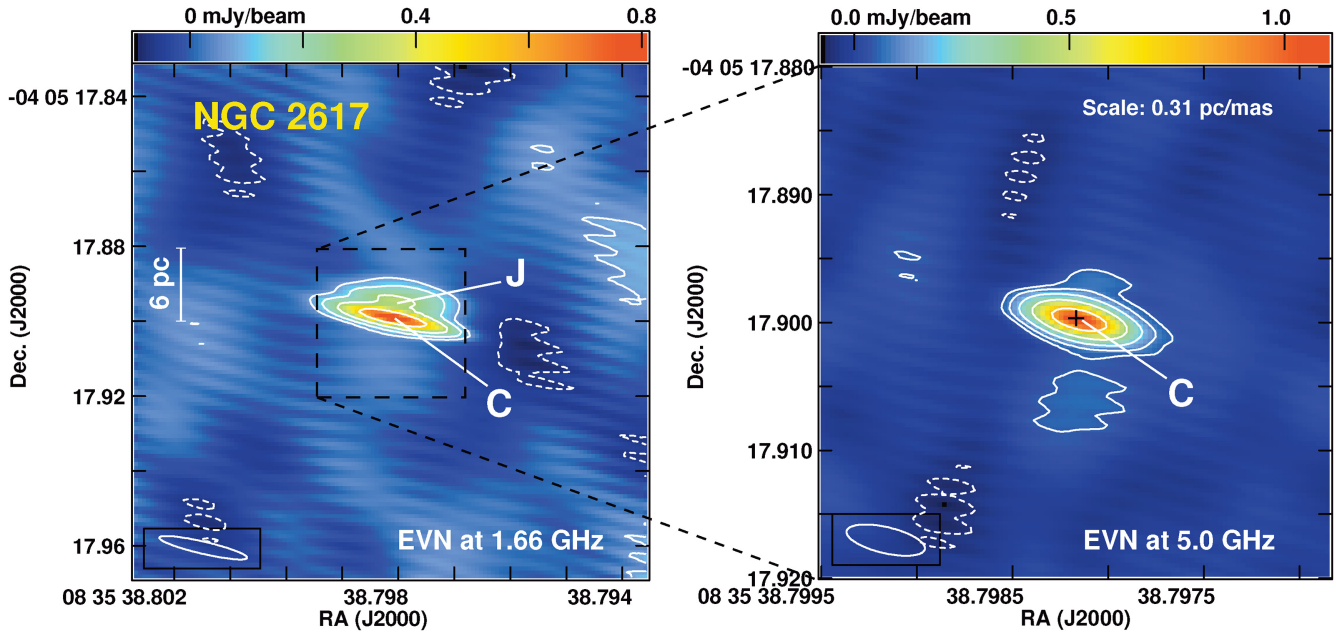 0 mJy/beam 0.4 0.8
NGC 2617
-04 05 17.84
17.88
17.92
17.96
Dec. (J2000)
6 pc
J
C
EVN at 1.66 GHz
08 35 38.802 38.798 38.794
RA (J2000)
0.0 mJy/beam 0.5 1.0
Scale: 0.31 pc/mas
-04 05 17.880
17.890
17.900
17.910
17.920
Dec. (J2000)
C
EVN at 5.0 GHz
08 35 38.7995 38.7985 38.7975
RA (J2000)